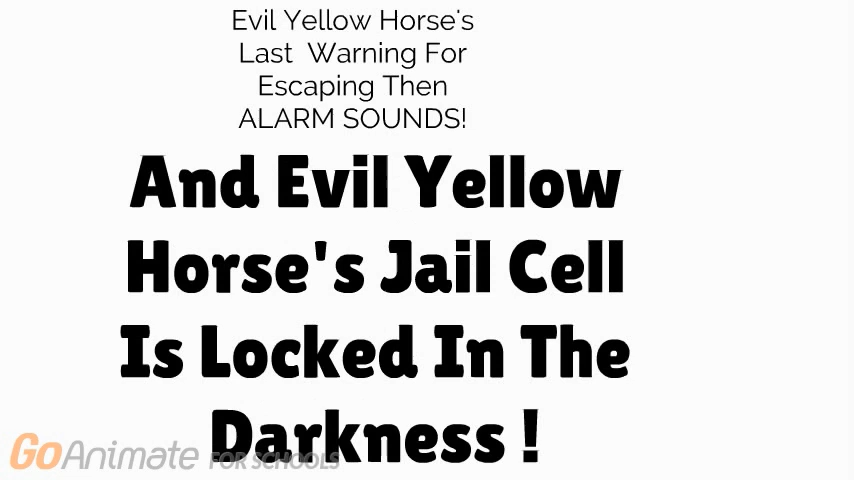 Evil Yellow Horse's
Last  Warning For
Escaping Then
ALARM SOUNDS!
And Evil Yellow
Horse's Jail Cell
Is Locked In The
Darkness !
GoAnimate FOR SCHOOLS